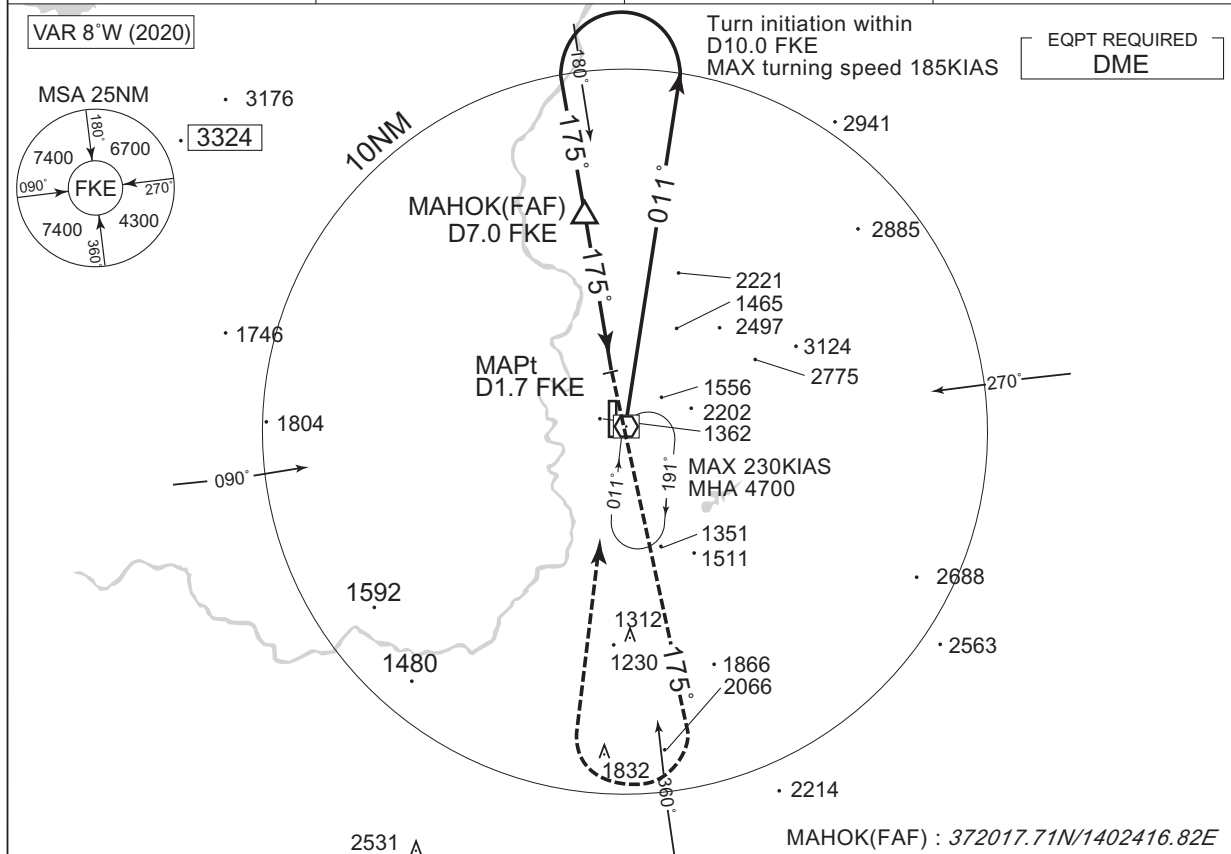 VAR 8°W (2020)
Turn initiation within
D10.0 FKE
MAX turning speed 185KIAS
EQPT REQUIRED
DME
MSA 25NM
180°
7400
6700
090°
FKE
270°
7400
4300
360°
3176
3324
10NM
180°
175°
011°
2941
MAHOK(FAF)
D7.0 FKE
2885
175°
2221
1465
2497
1746
3124
2775
MAPt
D1.7 FKE
270°
1556
2202
1362
1804
090°
011°
191°
MAX 230KIAS
MHA 4700
1351
1511
2688
1592
1312
1230
2563
1480
175°
1866
2066
1832
360°
2214
2531
MAHOK(FAF) : 372017.71N/1402416.82E